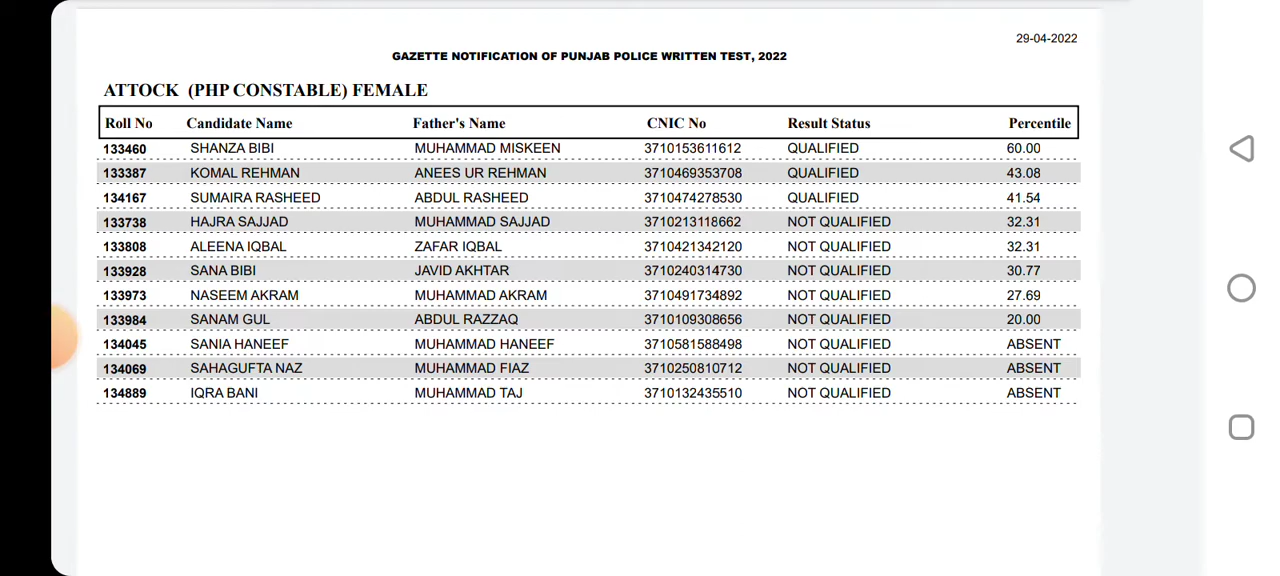 29-04-2022
GAZETTE NOTIFICATION OF PUNJAB POLICE WRITTEN TEST, 2022
ATTOCK (PHP CONSTABLE) FEMALE
Roll No Candidate Name Father's Name CNIC No Result Status Percentile
133460 SHANZA BIBI MUHAMMAD MISKEEN 3710153611612 QUALIFIED 60.00
133387 KOMAL REHMAN ANEES UR REHMAN 3710469353708 QUALIFIED 43.08
134167 SUMAIRA RASHEED ABDUL RASHEED 3710474278530 QUALIFIED 41.54
133738 HAJRA SAJJAD MUHAMMAD SAJJAD 3710213118662 NOT QUALIFIED 32.31
133808 ALEENA IQBAL ZAFAR IQBAL 3710421342120 NOT QUALIFIED 32.31
133928 SANA BIBI JAVID AKHTAR 3710240314730 NOT QUALIFIED 30.77
133973 NASEEM AKRAM MUHAMMAD AKRAM 3710491734892 NOT QUALIFIED 27.69
133984 SANAM GUL ABDUL RAZZAQ 3710109308656 NOT QUALIFIED 20.00
134045 SANIA HANEEF MUHAMMAD HANEEF 3710581588498 NOT QUALIFIED ABSENT
134069 SAHAGUFTA NAZ MUHAMMAD FIAZ 3710250810712 NOT QUALIFIED ABSENT
134889 IQRA BANI MUHAMMAD TAJ 3710132435510 NOT QUALIFIED ABSENT